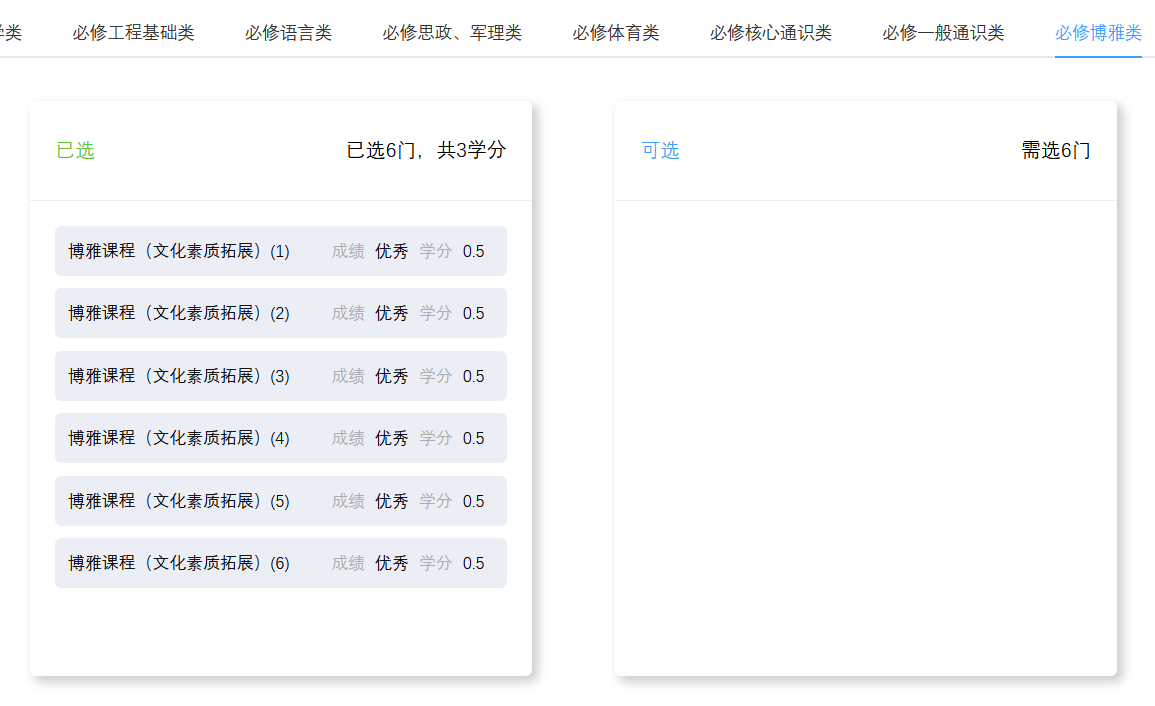 类 必修工程基础类 必修语言类 必修思政、军理类 必修体育类 必修核心通识类 必修一般通识类 必修博雅类
已选 已选6门，共3学分
博雅课程（文化素质拓展）(1) 成绩 优秀 学分 0.5
博雅课程（文化素质拓展）(2) 成绩 优秀 学分 0.5
博雅课程（文化素质拓展）(3) 成绩 优秀 学分 0.5
博雅课程（文化素质拓展）(4) 成绩 优秀 学分 0.5
博雅课程（文化素质拓展）(5) 成绩 优秀 学分 0.5
博雅课程（文化素质拓展）(6) 成绩 优秀 学分 0.5
可选 需选6门